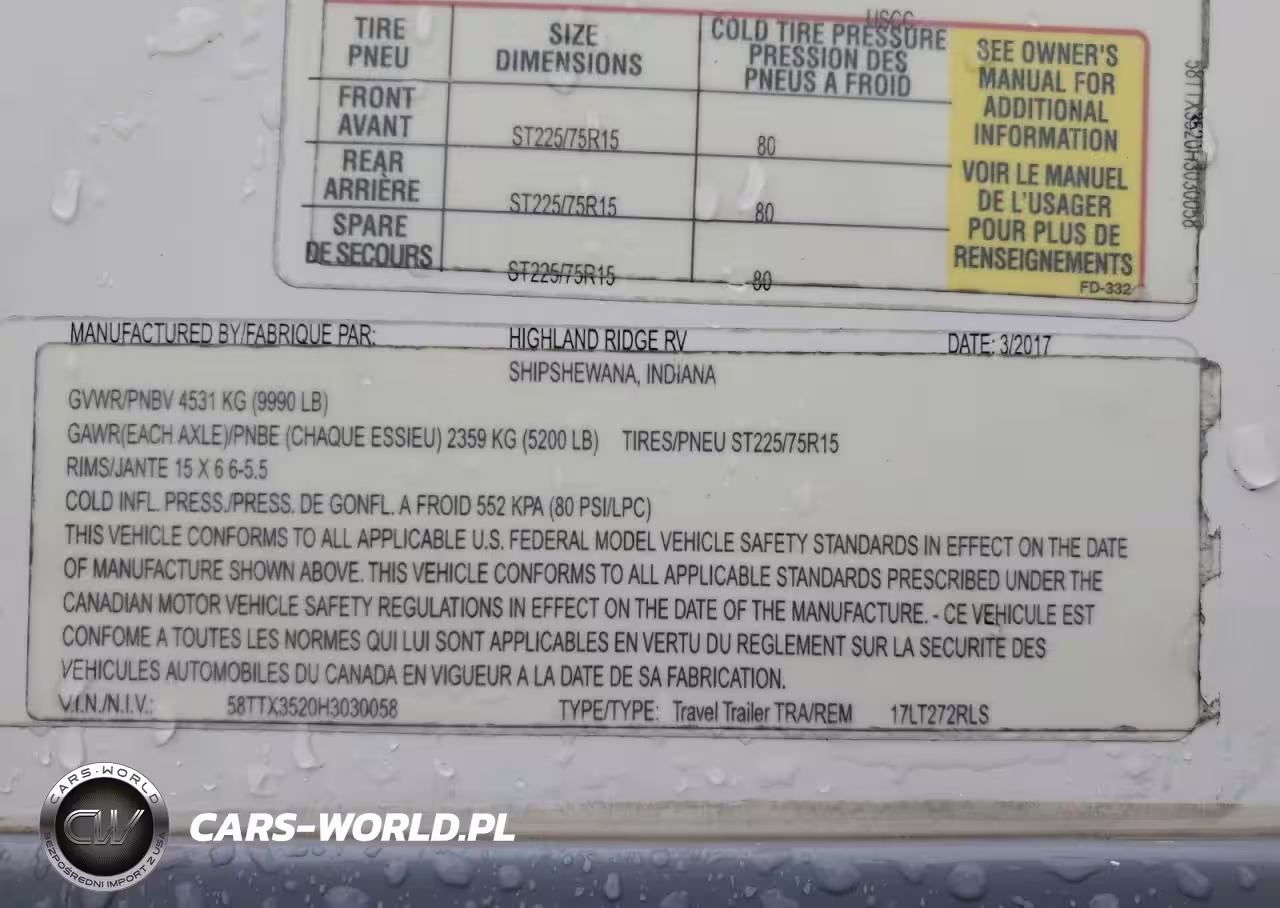 USCC
TIRE SIZE COLD TIRE PRESSURE
PNEU DIMENSIONS PRESSION DES
PNEUS A FROID
FRONT
AVANT ST225/75R15 80
REAR
ARRIÈRE ST225/75R15 80
SPARE
DE SECOURS ST225/75R15 80
SEE OWNER'S
MANUAL FOR
ADDITIONAL
INFORMATION
VOIR LE MANUEL
DE L'USAGER
POUR PLUS DE
RENSEIGNEMENTS
FD-332
58TTX3520H3030058
MANUFACTURED BY/FABRIQUE PAR: HIGHLAND RIDGE RV DATE: 3/2017
SHIPSHEWANA, INDIANA
GVWR/PNBV 4531 KG (9990 LB)
GAWR(EACH AXLE)/PNBE (CHAQUE ESSIEU) 2359 KG (5200 LB) TIRES/PNEU ST225/75R15
RIMS/JANTE 15 X 6 6-5.5
COLD INFL. PRESS./PRESS. DE GONFL. A FROID 552 KPA (80 PSI/LPC)
THIS VEHICLE CONFORMS TO ALL APPLICABLE U.S. FEDERAL MODEL VEHICLE SAFETY STANDARDS IN EFFECT ON THE DATE
OF MANUFACTURE SHOWN ABOVE. THIS VEHICLE CONFORMS TO ALL APPLICABLE STANDARDS PRESCRIBED UNDER THE
CANADIAN MOTOR VEHICLE SAFETY REGULATIONS IN EFFECT ON THE DATE OF THE MANUFACTURE. - CE VEHICULE EST
CONFOME A TOUTES LES NORMES QUI LUI SONT APPLICABLES EN VERTU DU REGLEMENT SUR LA SECURITE DES
VEHICULES AUTOMOBILES DU CANADA EN VIGUEUR A LA DATE DE SA FABRICATION.
V.I.N./N.I.V.: 58TTX3520H3030058 TYPE/TYPE: Travel Trailer TRA/REM 17LT272RLS
CARS-WORLD
CW
BEZPOŚREDNI IMPORT Z USA
CARS-WORLD.PL